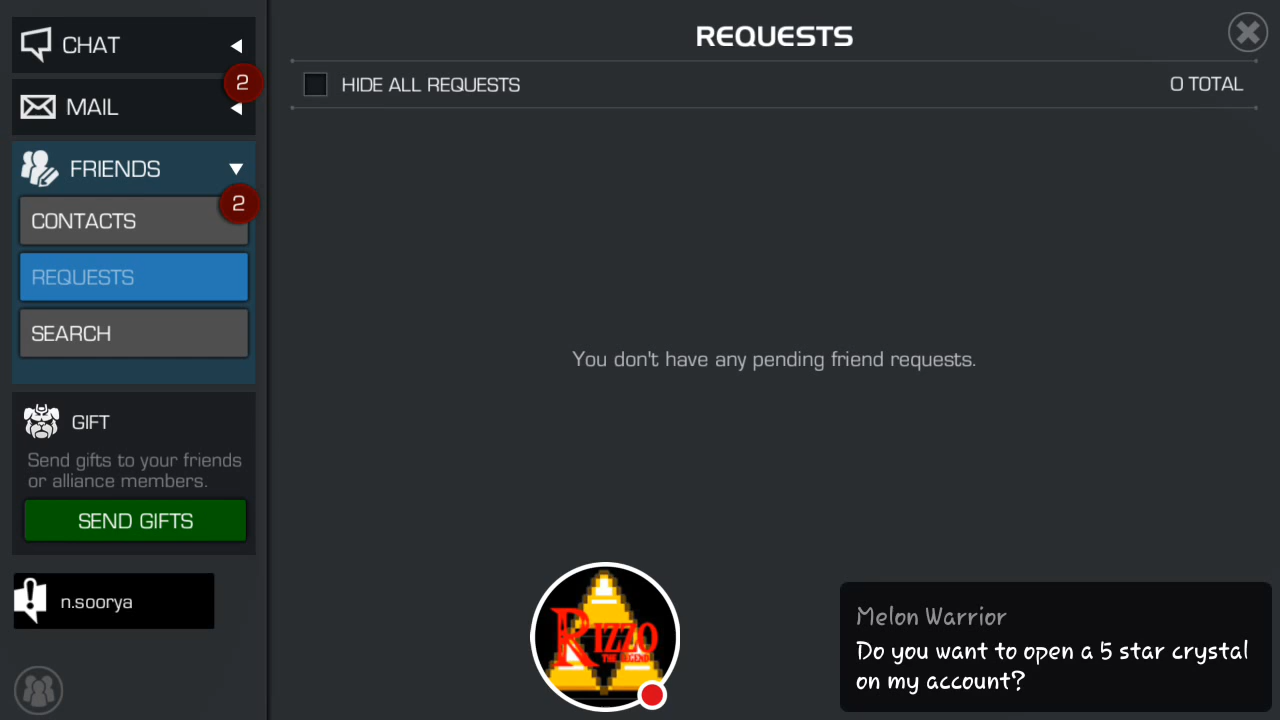 CHAT
2
MAIL
FRIENDS
2
CONTACTS
REQUESTS
SEARCH
GIFT
Send gifts to your friends
or alliance members.
SEND GIFTS
n.soorya
REQUESTS
HIDE ALL REQUESTS
0 TOTAL
You don't have any pending friend requests.
RIZZO
THE LEGEND
Melon Warrior
Do you want to open a 5 star crystal
on my account?